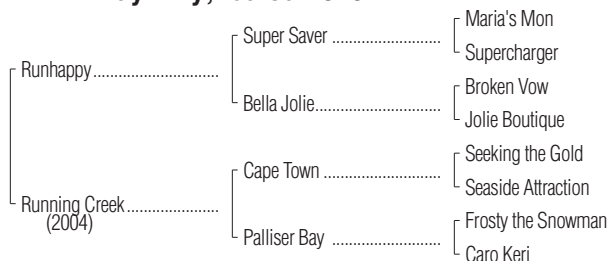 Maria's Mon
Super Saver
Supercharger
Runhappy
Broken Vow
Bella Jolie
Jolie Boutique
Seeking the Gold
Cape Town
Seaside Attraction
Running Creek
(2004)
Frosty the Snowman
Palliser Bay
Caro Keri